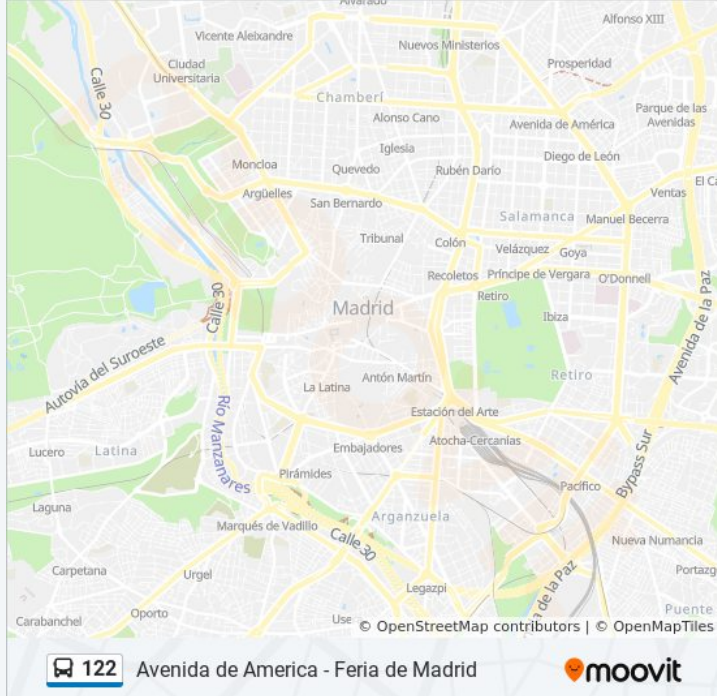 Alvarado
Alfonso XIII
Vicente Aleixandre
Nuevos Ministerios
Ciudad
Universitaria
Prosperidad
Calle 30
Chamberí
Parque de las
Avenidas
Alonso Cano
Avenida de América
Iglesia
Diego de León
Moncloa
Quevedo
Rubén Darío
El Ca
Argüelles
Ventas
San Bernardo
Salamanca
Manuel Becerra
Tribunal
Colón
Velázquez
Goya
Recoletos
Príncipe de Vergara
O'Donnell
Calle 30
Retiro
Madrid
Ibiza
Avenida de la Paz
Autovía del Suroeste
Antón Martín
Retiro
La Latina
Estación del Arte
Río Manzanares
Atocha-Cercanías
Embajadores
Lucero
Latina
Bypass Sur
Pirámides
Pacífico
Laguna
Arganzuela
Marqués de Vadillo
Calle 30
Nueva Numancia
Carpetana
Urgel
Portazg
Legazpi
a de la Paz
Oporto
Puente
Carabanchel
Use
© OpenStreetMap contributors | © OpenMapTiles
122 Avenida de America - Feria de Madrid
moovit